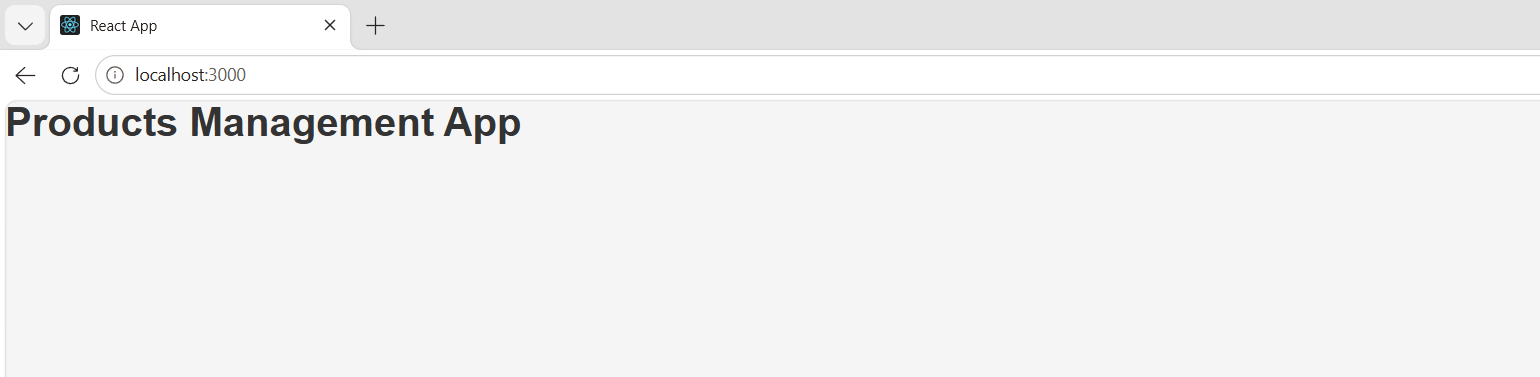 React App
localhost:3000
Products Management App